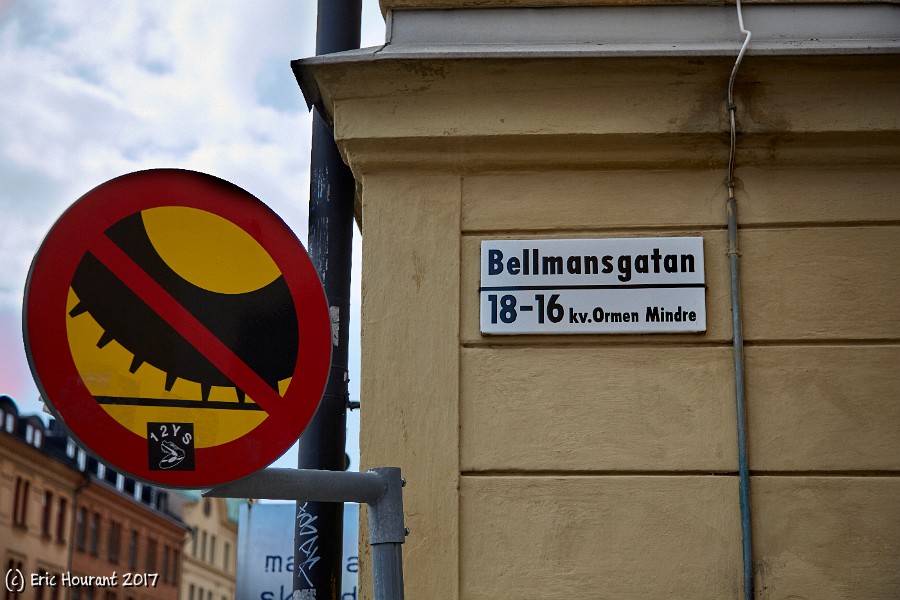 Bellmansgatan
18-16 kv.Ormen Mindre
12YS
(c) Eric Hourant 2017